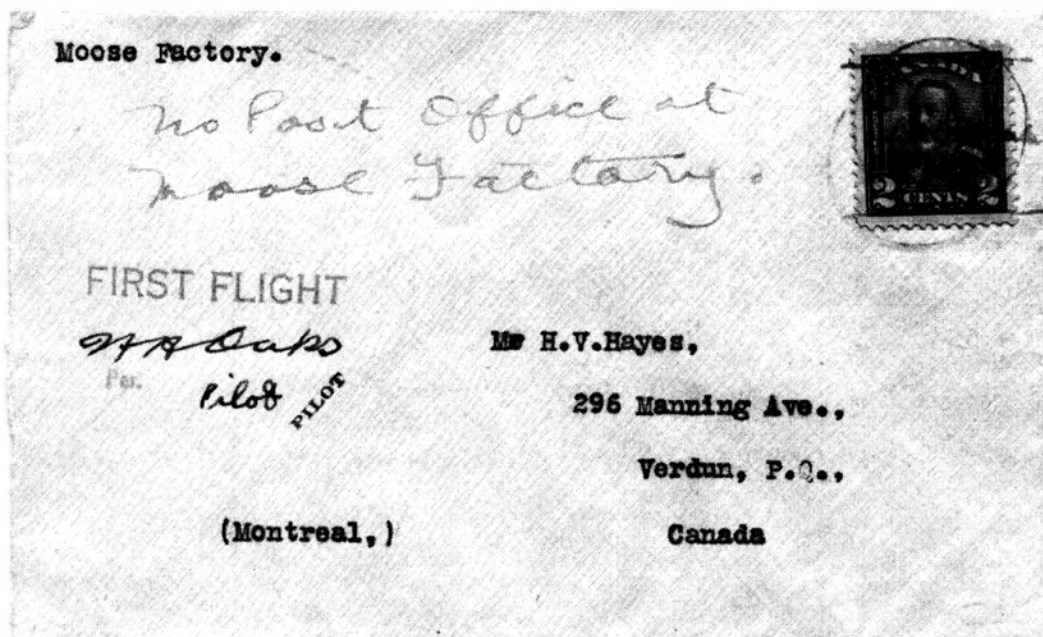 Moose Factory.
No Post Office at
Moose Factory.
CANADA
2 CENTS 2
FIRST FLIGHT
H A Oaks
Per.
Pilot
PILOT
Mr H.V.Hayes,
296 Manning Ave.,
Verdun, P.Q.,
(Montreal,)
Canada